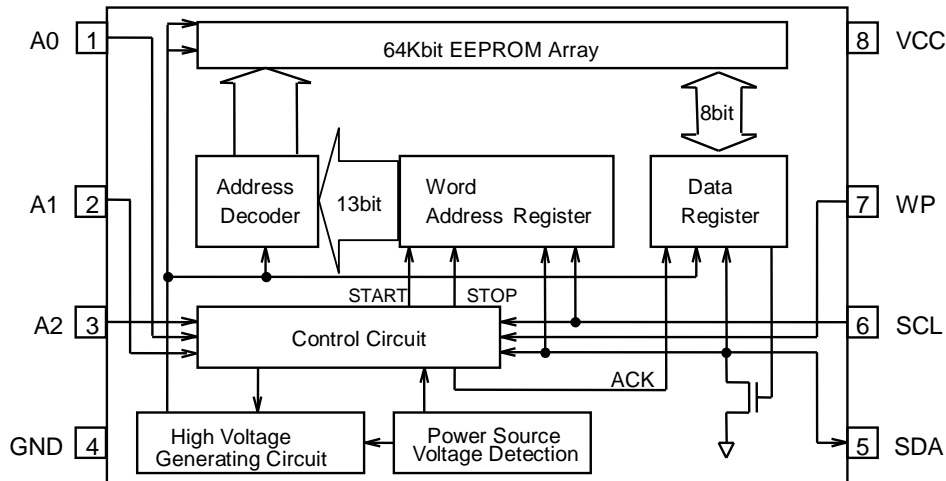 A0 1
64Kbit EEPROM Array
8 VCC
8bit
A1 2
Address
Decoder
13bit
Word
Address Register
Data
Register
7 WP
START
STOP
A2 3
Control Circuit
6 SCL
ACK
GND 4
High Voltage
Generating Circuit
Power Source
Voltage Detection
5 SDA